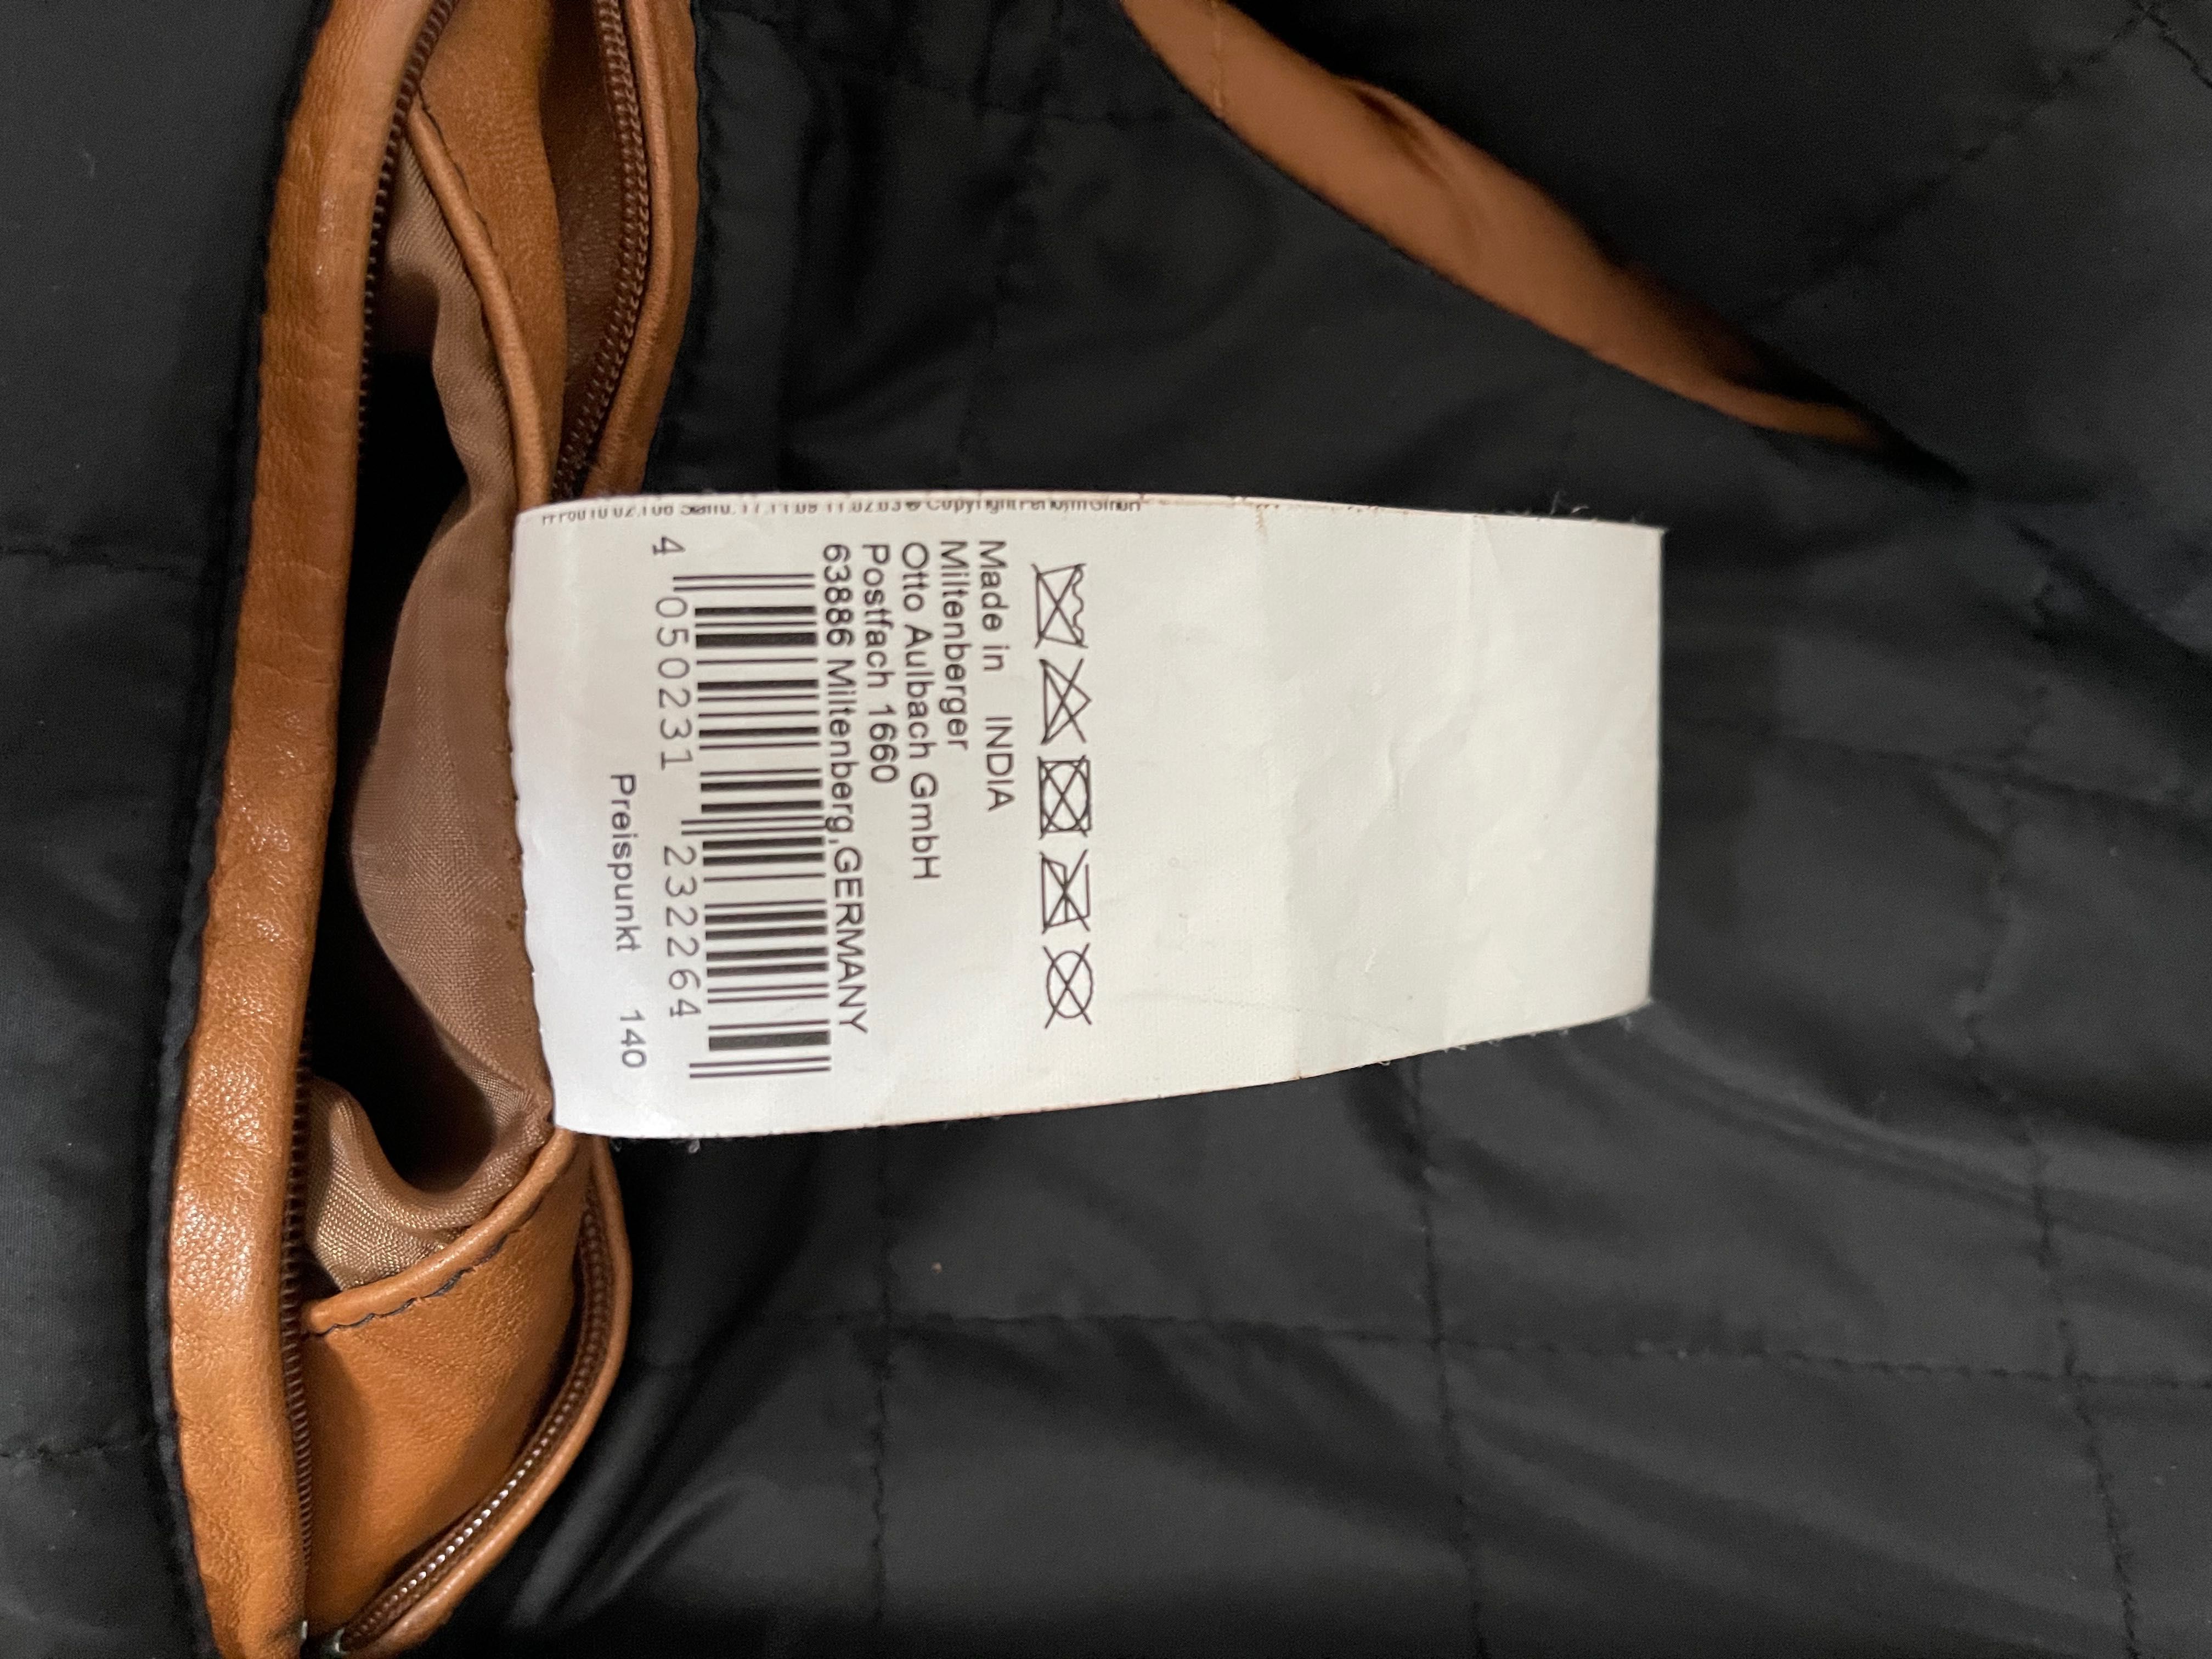 Made in INDIA
Miltenberger
Otto Aulbach GmbH
Postfach 1660
63886 Miltenberg, GERMANY
4 050231 232264
Preispunkt 140